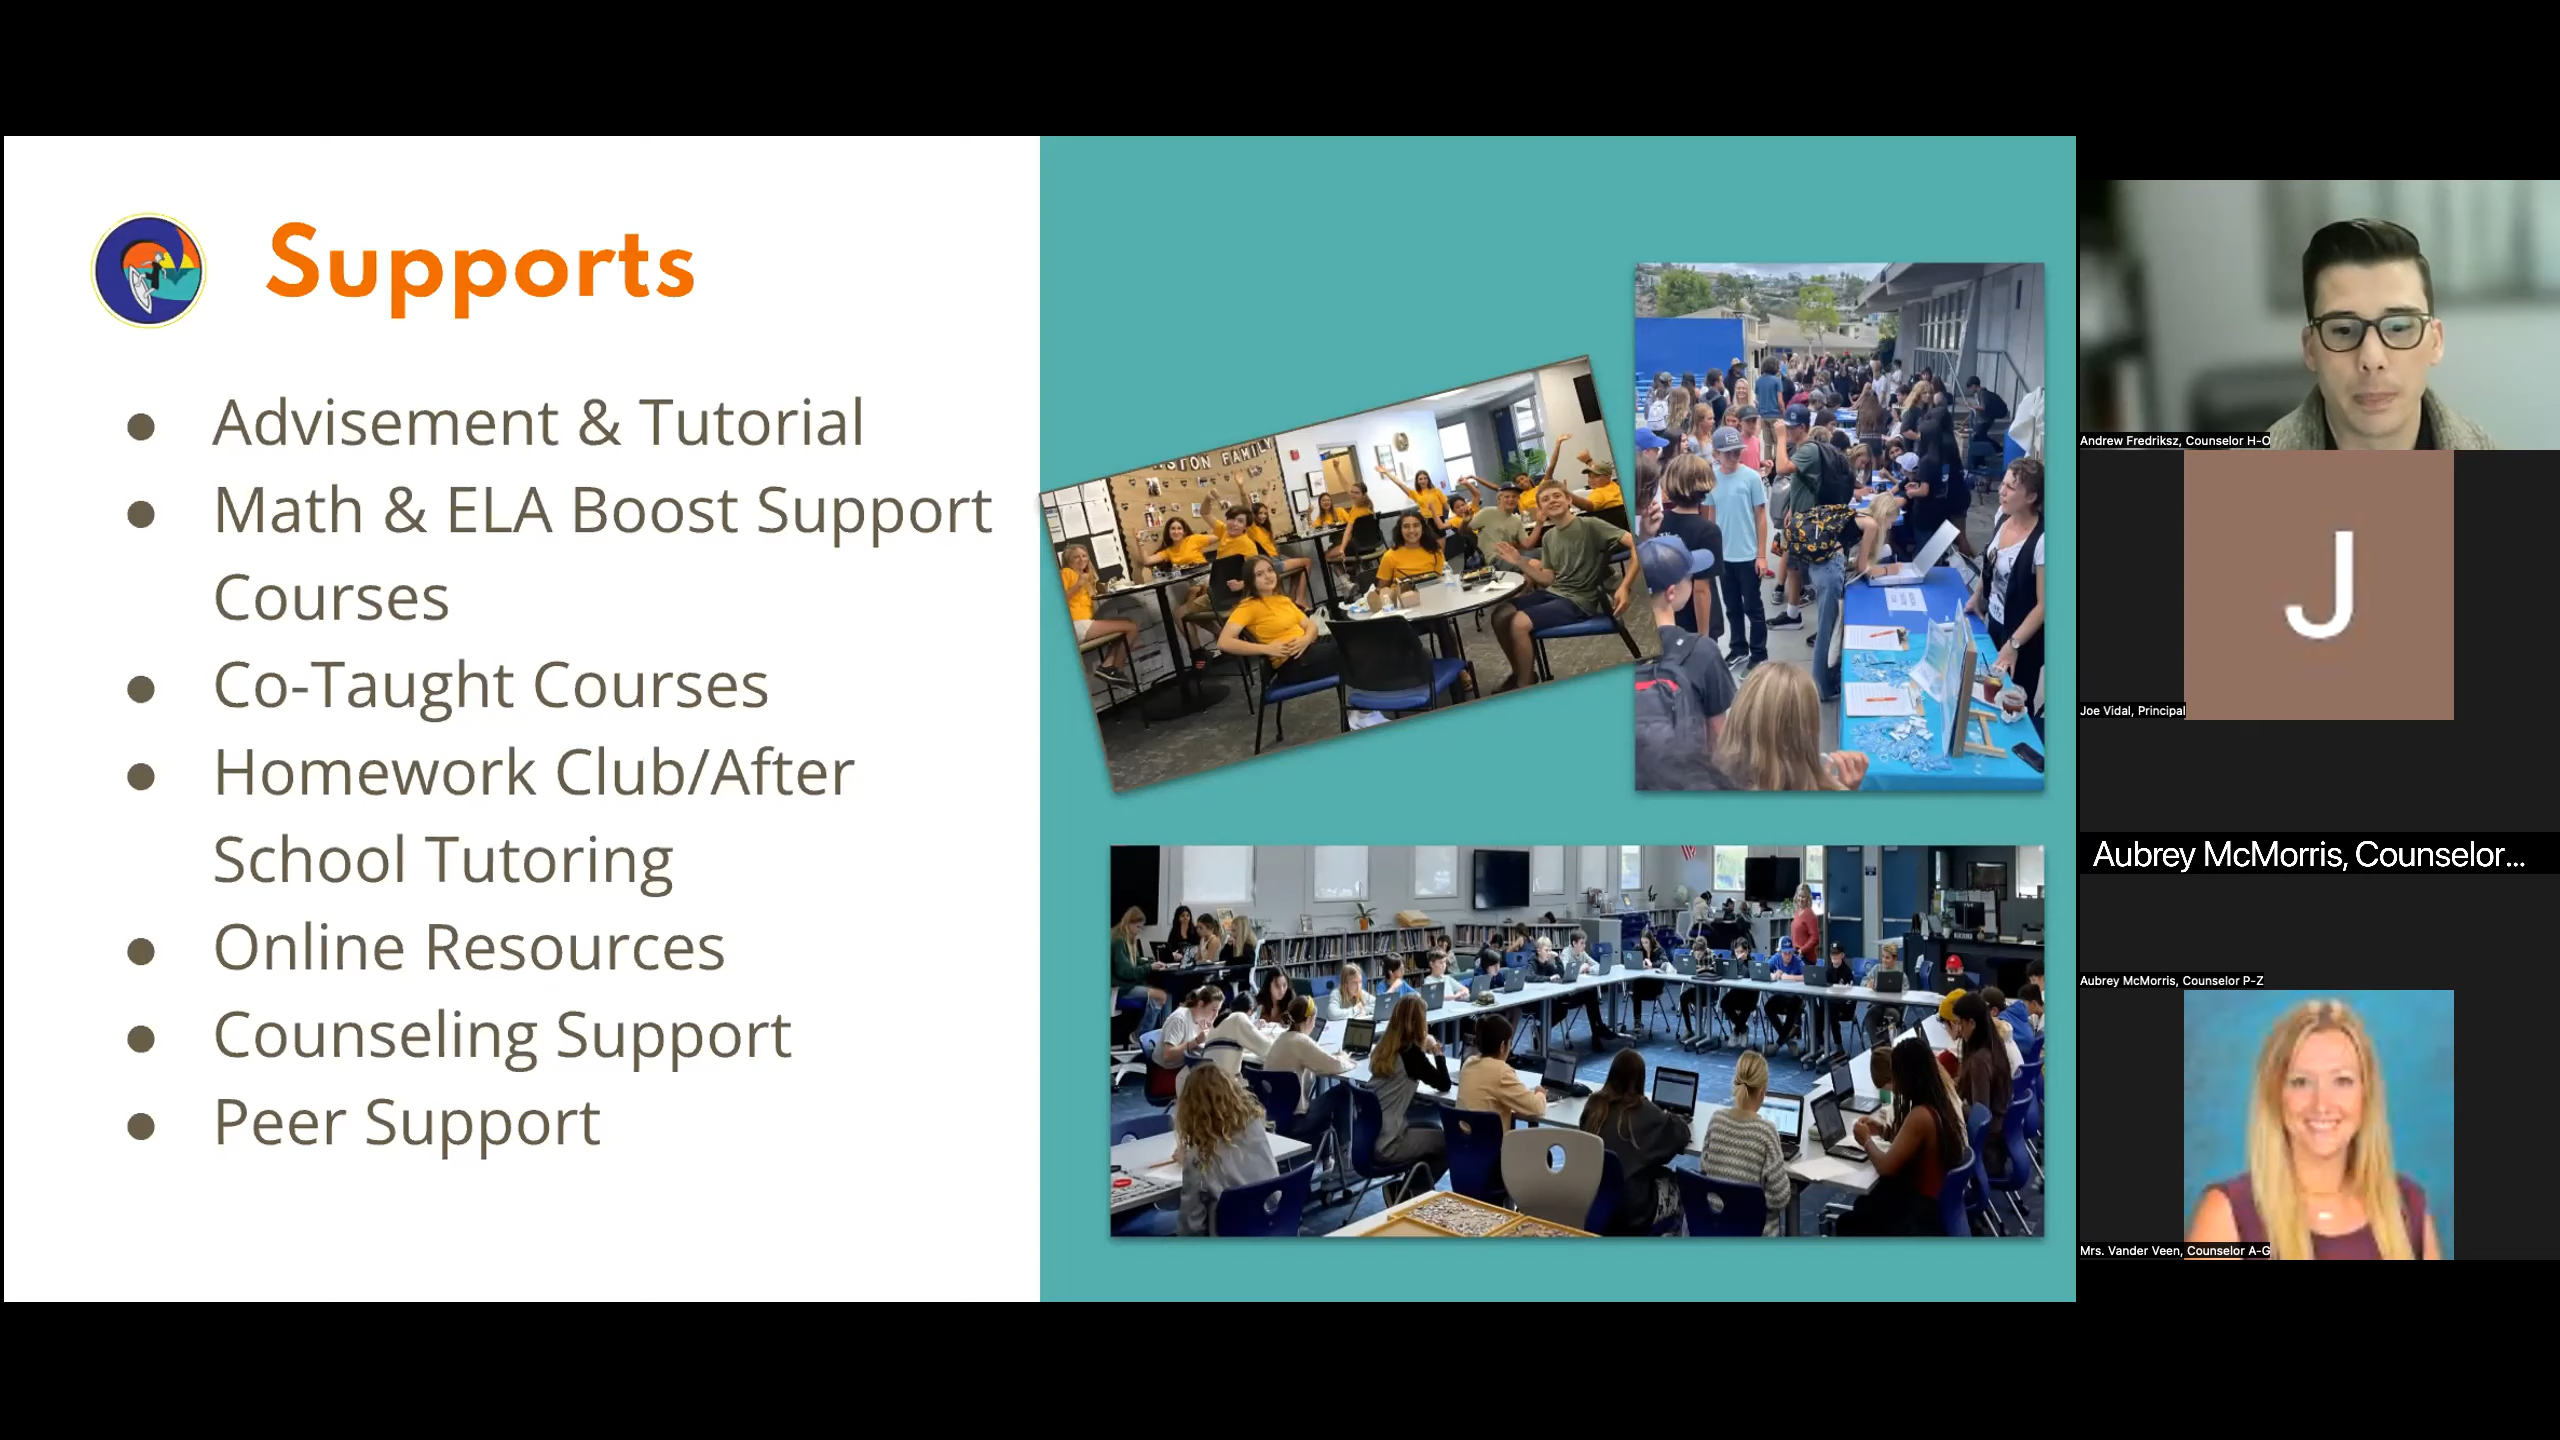 Supports
● Advisement & Tutorial
● Math & ELA Boost Support
Courses
● Co-Taught Courses
● Homework Club/After
School Tutoring
● Online Resources
● Counseling Support
● Peer Support
FAMILY
Andrew Fredriksz, Counselor H-O
J
Joe Vidal, Principal
Aubrey McMorris, Counselor...
Aubrey McMorris, Counselor P-Z
Mrs. Vander Veen, Counselor A-G